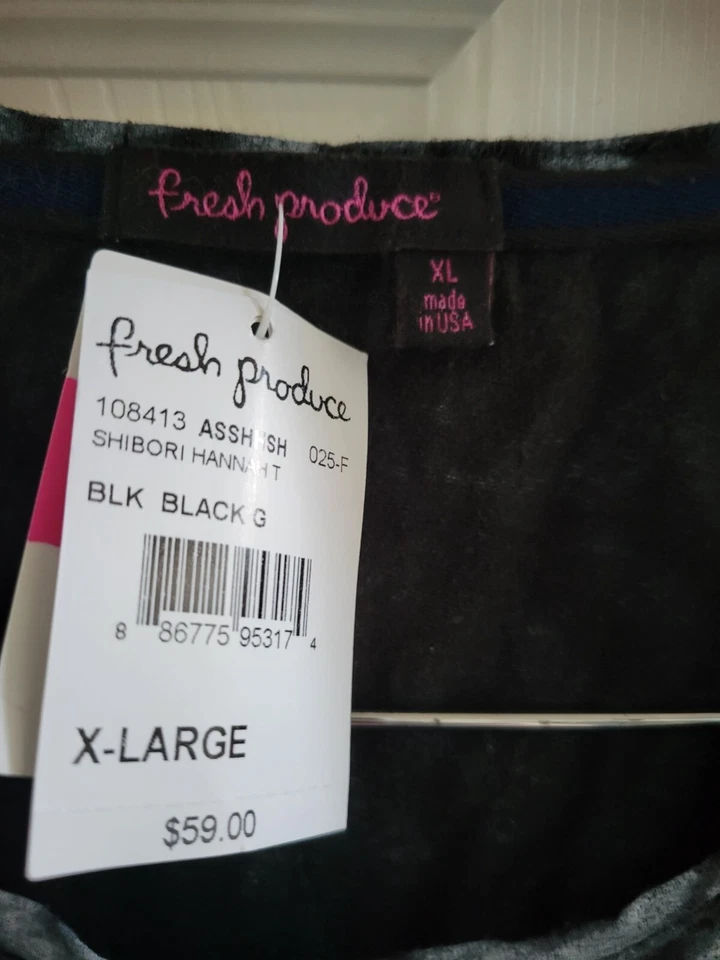 fresh produce®
XL
made
in USA
fresh produce
108413 025-F
SHIBORI HANNAH T
BLK BLACK G
8 86775 95317 4
X-LARGE
$59.00